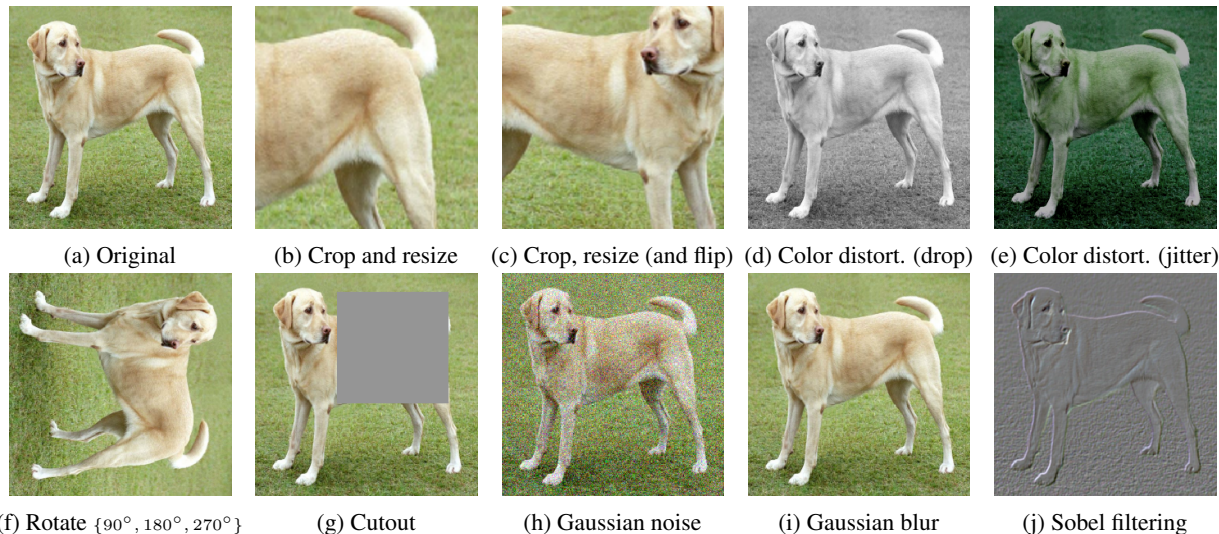 (a) Original
(b) Crop and resize
(c) Crop, resize (and flip)
(d) Color distort. (drop)
(e) Color distort. (jitter)
(f) Rotate {90°, 180°, 270°}
(g) Cutout
(h) Gaussian noise
(i) Gaussian blur
(j) Sobel filtering